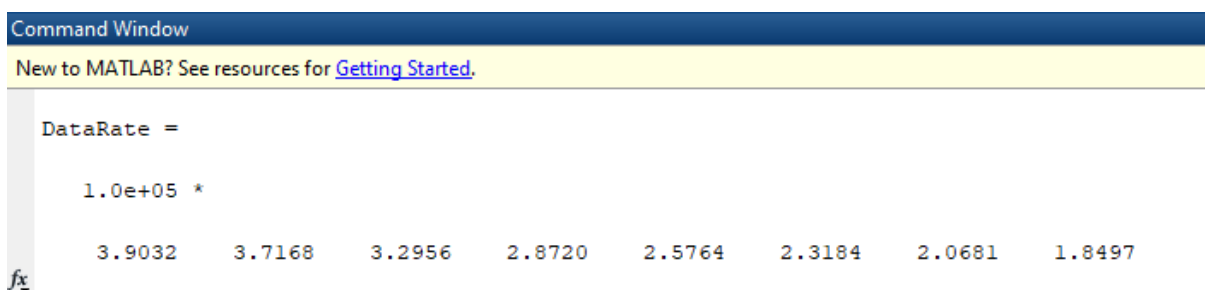 Command Window
New to MATLAB? See resources for Getting Started.
DataRate =
1.0e+05 *
3.9032 3.7168 3.2956 2.8720 2.5764 2.3184 2.0681 1.8497
fx